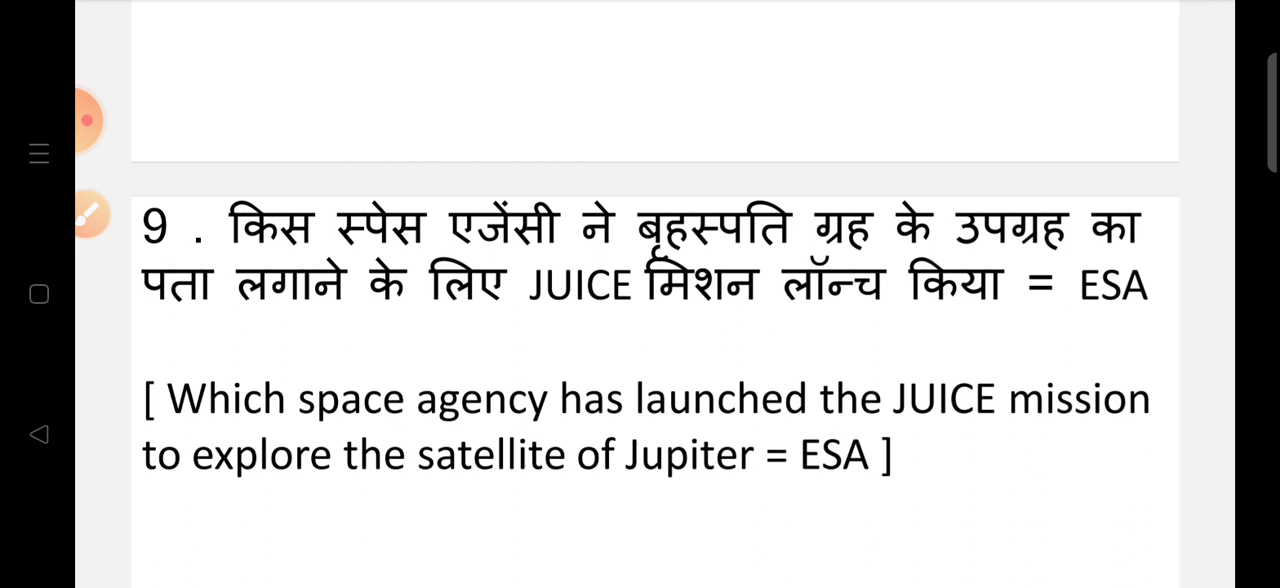 9 . किस स्पेस एजेंसी ने बृहस्पति ग्रह के उपग्रह का
पता लगाने के लिए JUICE मिशन लॉन्च किया = ESA
[ Which space agency has launched the JUICE mission
to explore the satellite of Jupiter = ESA ]